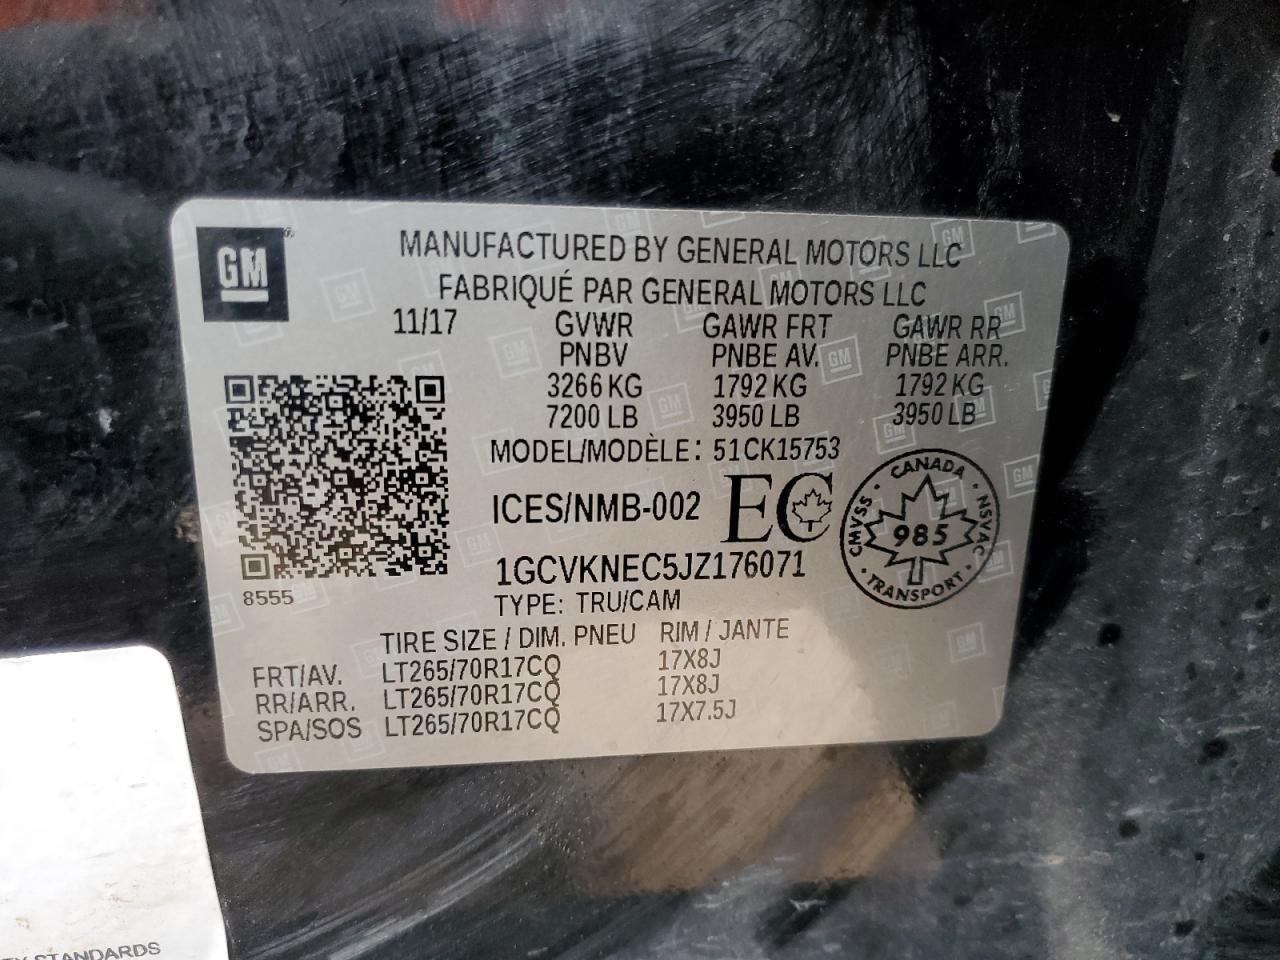 GM
MANUFACTURED BY GENERAL MOTORS LLC
FABRIQUÉ PAR GENERAL MOTORS LLC
11/17 GVWR GAWR FRT GAWR RR
PNBV PNBE AV. PNBE ARR.
3266 KG 1792 KG 1792 KG
7200 LB 3950 LB 3950 LB
MODEL/MODÈLE: 51CK15753
ICES/NMB-002 EC
CANADA
CMVSS 985 NSVAC
TRANSPORT
1GCVKNEC5JZ176071
8555
TYPE: TRU/CAM
TIRE SIZE / DIM. PNEU RIM / JANTE
FRT/AV. LT265/70R17CQ 17X8J
RR/ARR. LT265/70R17CQ 17X8J
SPA/SOS LT265/70R17CQ 17X7.5J
STANDARDS